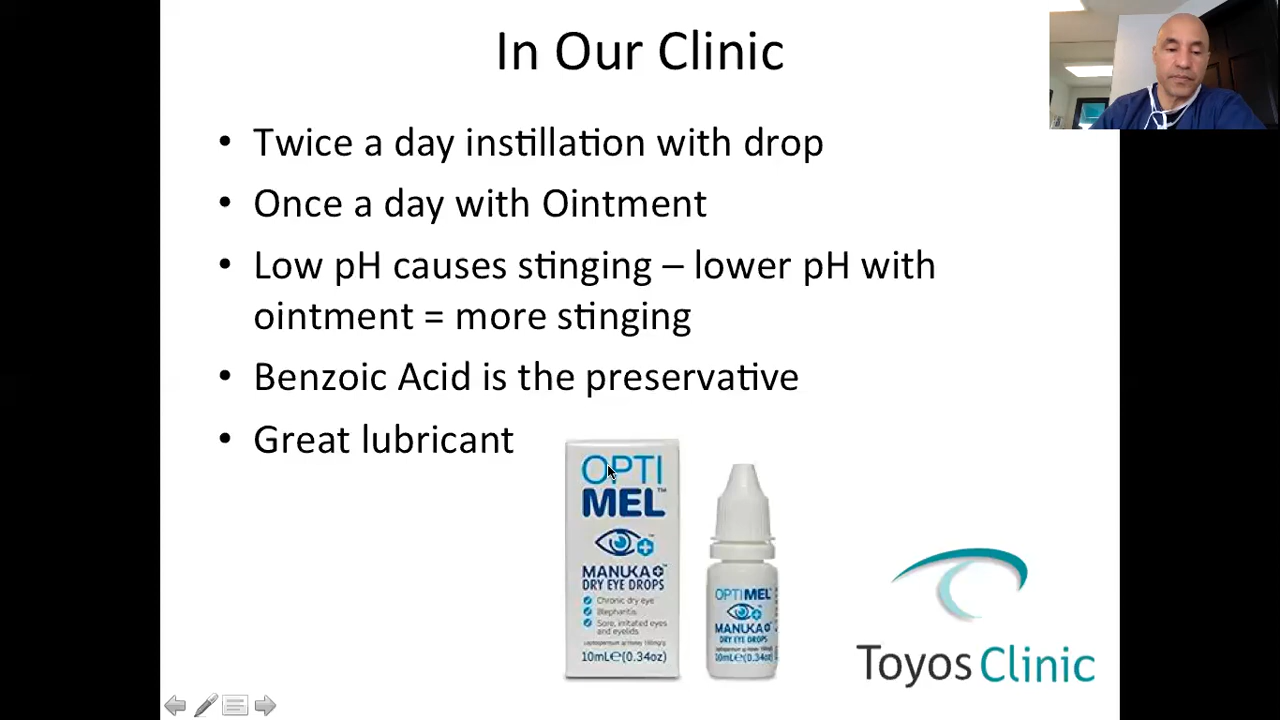 In Our Clinic
• Twice a day instillation with drop
• Once a day with Ointment
• Low pH causes stinging – lower pH with
ointment = more stinging
• Benzoic Acid is the preservative
• Great lubricant
OPTI
MEL™
MANUKA+
DRY EYE DROPS
Chronic dry eye
Blepharitis
Sore, irritated eyes
and eyelids
10mL℮(0.34oz)
OPTIMEL
MANUKA+
DRY EYE DROPS
10mL℮(0.34oz)
Toyos Clinic